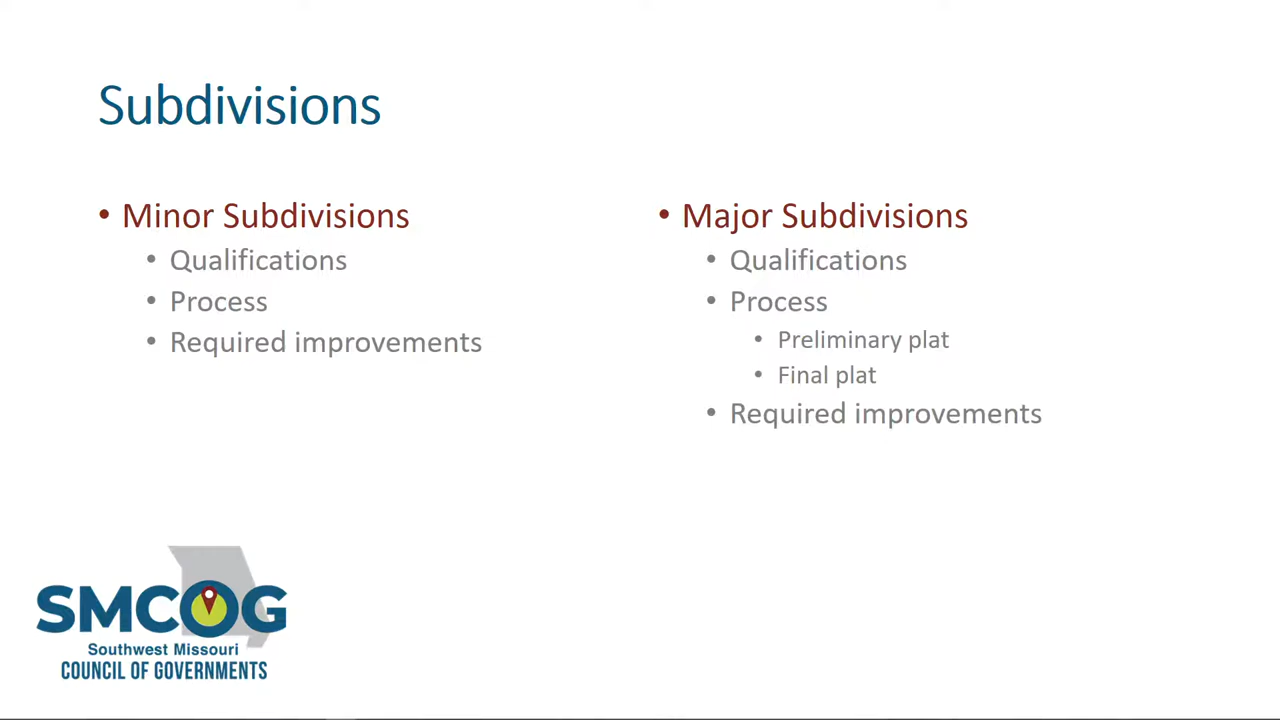 Subdivisions
• Minor Subdivisions
• Qualifications
• Process
• Required improvements
• Major Subdivisions
• Qualifications
• Process
• Preliminary plat
• Final plat
• Required improvements
SMCOG
Southwest Missouri
COUNCIL OF GOVERNMENTS